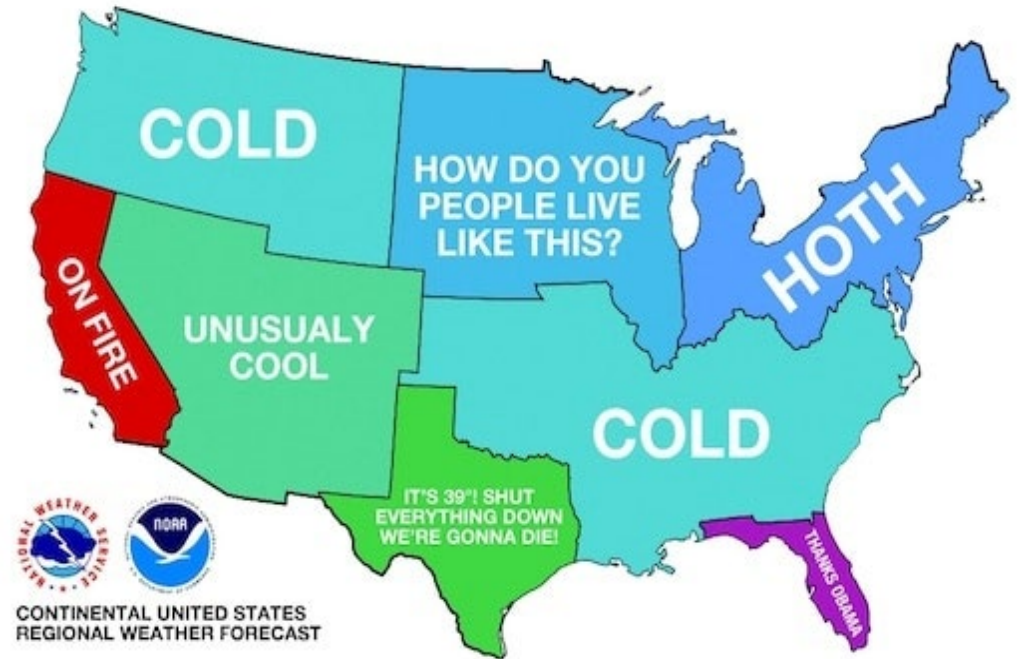 COLD
HOW DO YOU
PEOPLE LIVE
LIKE THIS?
HOTH
ON FIRE
UNUSUALY
COOL
COLD
IT'S 39°! SHUT
EVERYTHING DOWN
WE'RE GONNA DIE!
THANKS OBAMA
NATIONAL WEATHER SERVICE
NOAA
CONTINENTAL UNITED STATES
REGIONAL WEATHER FORECAST